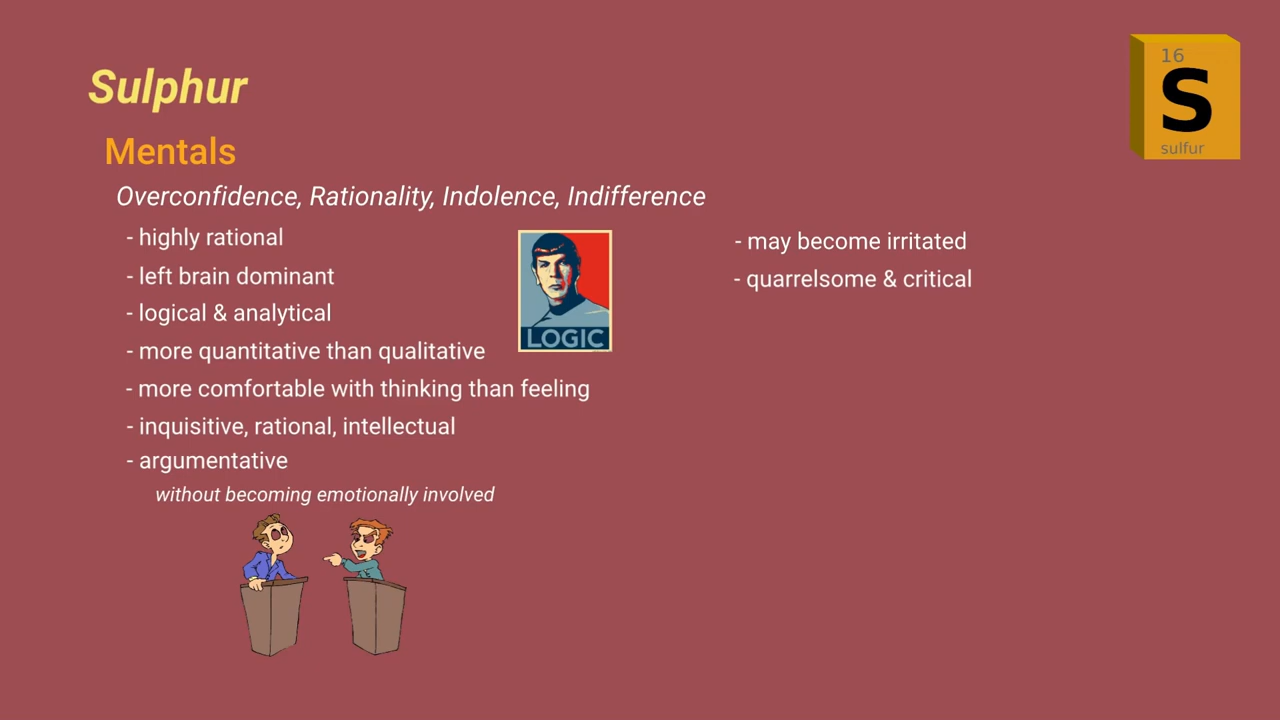 Sulphur
Mentals
Overconfidence, Rationality, Indolence, Indifference
- highly rational
- left brain dominant
- logical & analytical
- more quantitative than qualitative
- more comfortable with thinking than feeling
- inquisitive, rational, intellectual
- argumentative
without becoming emotionally involved
LOGIC
- may become irritated
- quarrelsome & critical
16
S
sulfur